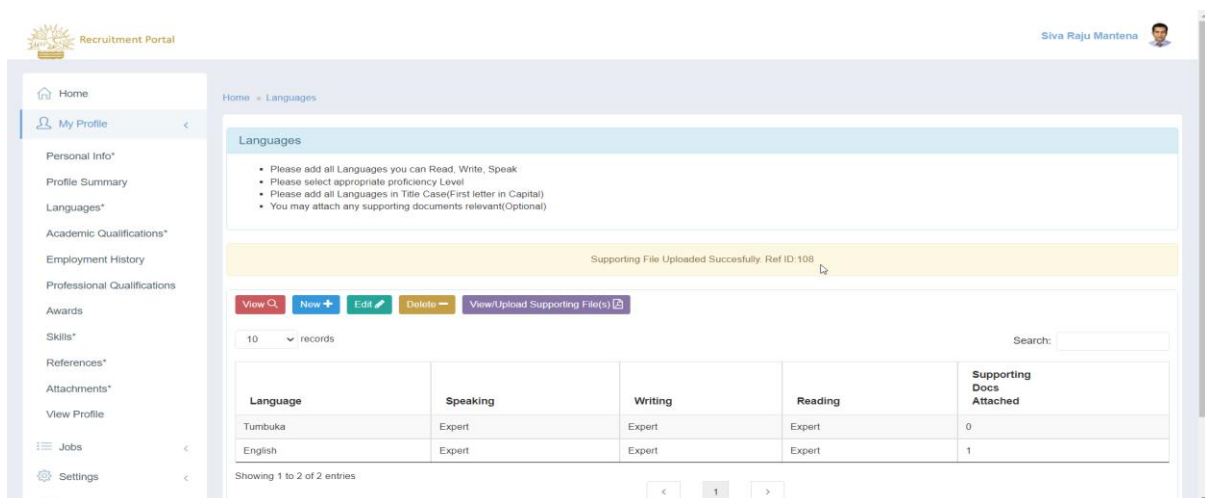 Recruitment Portal
Siva Raju Mantena
Home
My Profile
Personal Info*
Profile Summary
Languages*
Academic Qualifications*
Employment History
Professional Qualifications
Awards
Skills*
References*
Attachments*
View Profile
Jobs
Settings
Home » Languages
Languages
• Please add all Languages you can Read, Write, Speak
• Please select appropriate proficiency Level
• Please add all Languages in Title Case(First letter in Capital)
• You may attach any supporting documents relevant(Optional)
Supporting File Uploaded Succesfully. Ref ID:108
View New Edit Delete View/Upload Supporting File(s)
10 records Search:
Language Speaking Writing Reading Supporting Docs Attached
Tumbuka Expert Expert Expert 0
English Expert Expert Expert 1
Showing 1 to 2 of 2 entries
< 1 >